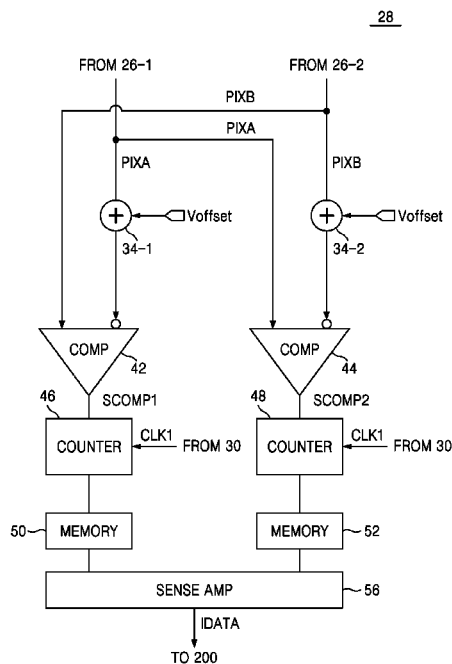 28
FROM 26-1 FROM 26-2
PIXB
PIXA
PIXA PIXB
+ Voffset + Voffset
34-1 34-2
COMP COMP
42 44
46 SCOMP1 48 SCOMP2
COUNTER CLK1 FROM 30 COUNTER CLK1 FROM 30
50 MEMORY MEMORY 52
SENSE AMP 56
IDATA
TO 200